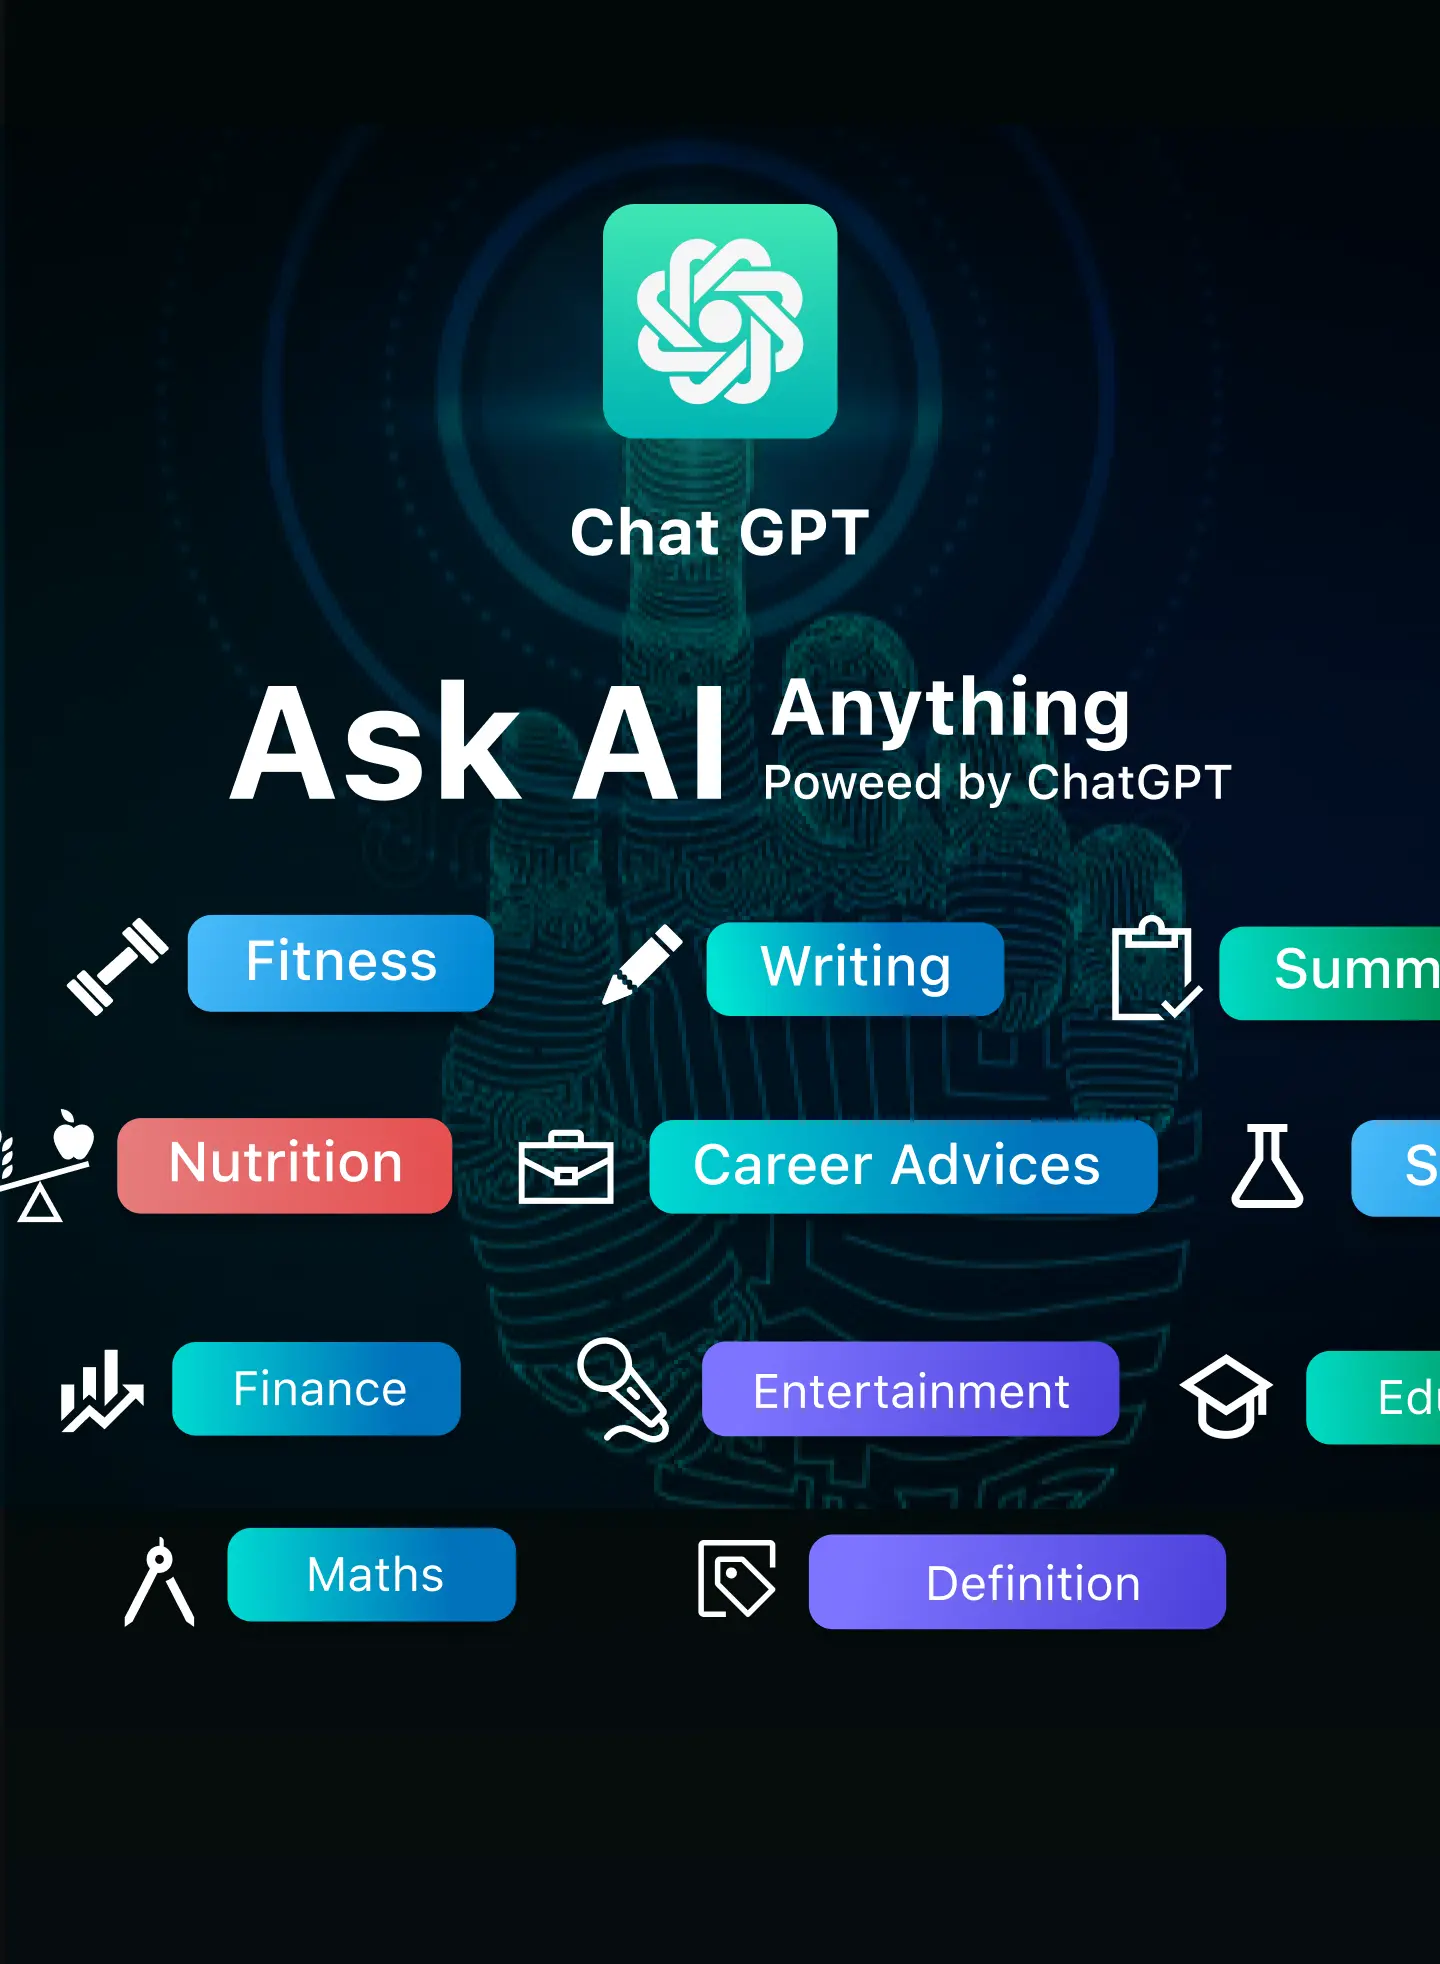 Chat GPT
Ask AI Anything
Poweed by ChatGPT
Fitness
Writing
Summ
Nutrition
Career Advices
S
Finance
Entertainment
Edu
Maths
Definition